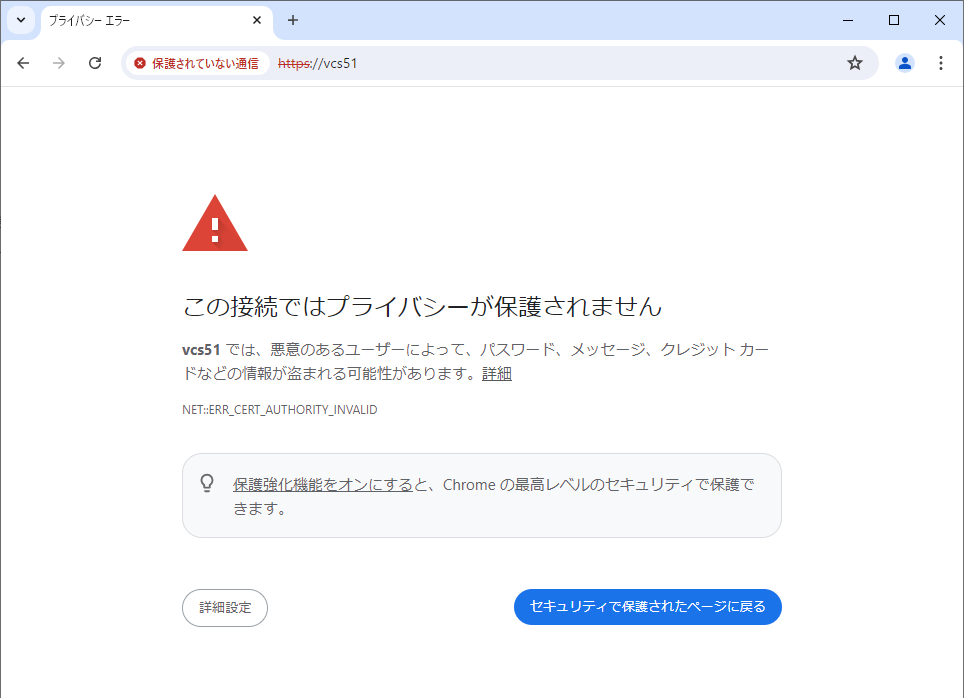 プライバシー エラー
保護されていない通信 https://vcs51
この接続ではプライバシーが保護されません
vcs51 では、悪意のあるユーザーによって、パスワード、メッセージ、クレジット カー
ドなどの情報が盗まれる可能性があります。詳細
NET::ERR_CERT_AUTHORITY_INVALID
保護強化機能をオンにすると、Chrome の最高レベルのセキュリティで保護で
きます。
詳細設定 セキュリティで保護されたページに戻る